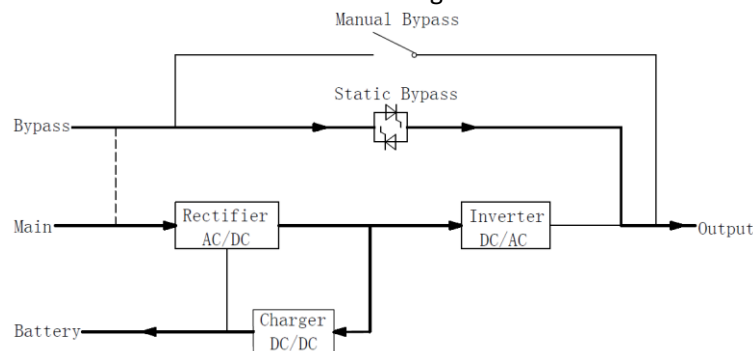 Manual Bypass
Static Bypass
Bypass
Main
Rectifier
AC/DC
Inverter
DC/AC
Output
Battery
Charger
DC/DC